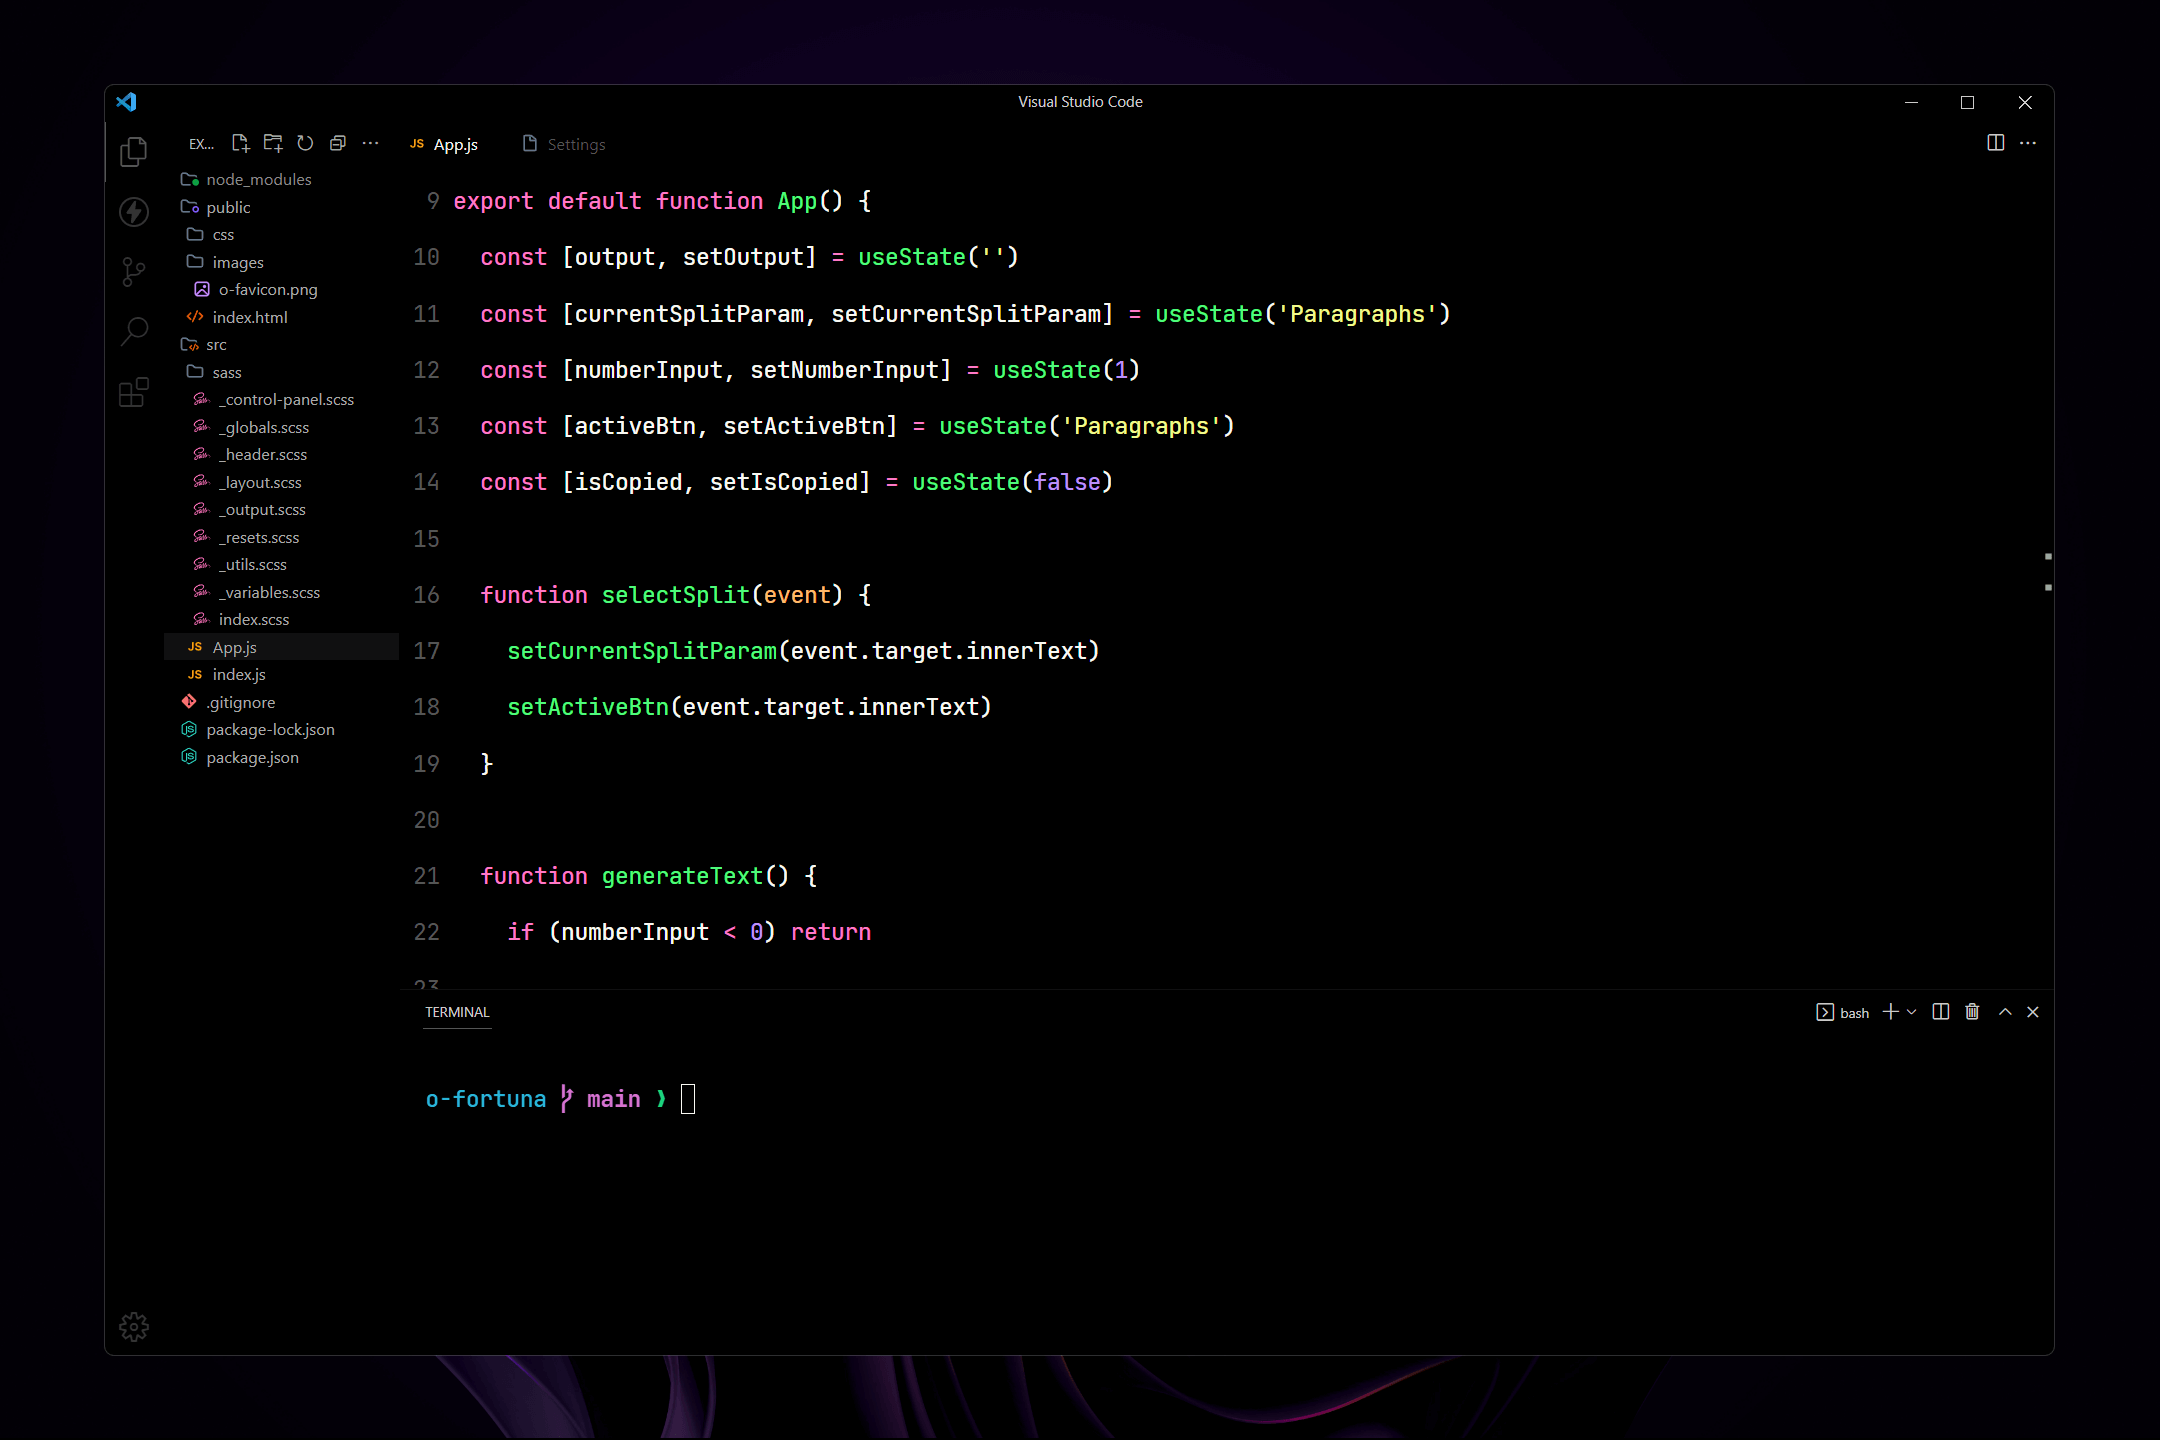 Visual Studio Code
EX...
node_modules
public
css
images
o-favicon.png
index.html
src
sass
_control-panel.scss
_globals.scss
_header.scss
_layout.scss
_output.scss
_resets.scss
_utils.scss
_variables.scss
index.scss
JS App.js
JS index.js
.gitignore
package-lock.json
package.json
JS App.js Settings
9 export default function App() {
10 const [output, setOutput] = useState('')
11 const [currentSplitParam, setCurrentSplitParam] = useState('Paragraphs')
12 const [numberInput, setNumberInput] = useState(1)
13 const [activeBtn, setActiveBtn] = useState('Paragraphs')
14 const [isCopied, setIsCopied] = useState(false)
15
16 function selectSplit(event) {
17 setCurrentSplitParam(event.target.innerText)
18 setActiveBtn(event.target.innerText)
19 }
20
21 function generateText() {
22 if (numberInput < 0) return
23
TERMINAL
bash
o-fortuna main ❱